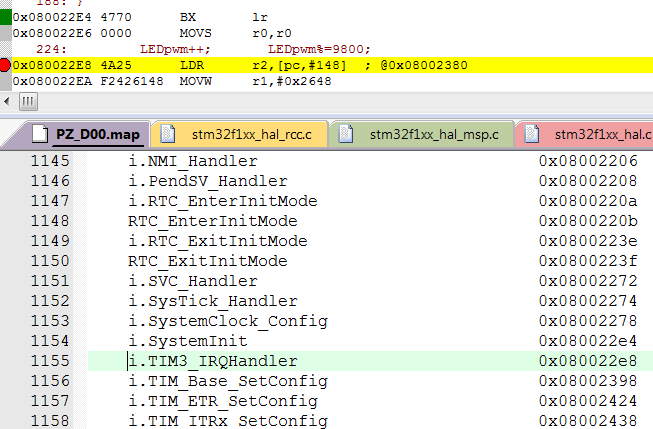 188: }
0x080022E4 4770 BX lr
0x080022E6 0000 MOVS r0,r0
224: LEDpwm++; LEDpwm%=9800;
0x080022E8 4A25 LDR r2,[pc,#148] ; @0x08002380
0x080022EA F2426148 MOVW r1,#0x2648
PZ_D00.map stm32f1xx_hal_rcc.c stm32f1xx_hal_msp.c stm32f1xx_hal.c
1145 i.NMI_Handler 0x08002206
1146 i.PendSV_Handler 0x08002208
1147 i.RTC_EnterInitMode 0x0800220a
1148 RTC_EnterInitMode 0x0800220b
1149 i.RTC_ExitInitMode 0x0800223e
1150 RTC_ExitInitMode 0x0800223f
1151 i.SVC_Handler 0x08002272
1152 i.SysTick_Handler 0x08002274
1153 i.SystemClock_Config 0x08002278
1154 i.SystemInit 0x080022e4
1155 i.TIM3_IRQHandler 0x080022e8
1156 i.TIM_Base_SetConfig 0x08002398
1157 i.TIM_ETR_SetConfig 0x08002424
1158 i.TIM_ITRx_SetConfig 0x08002438